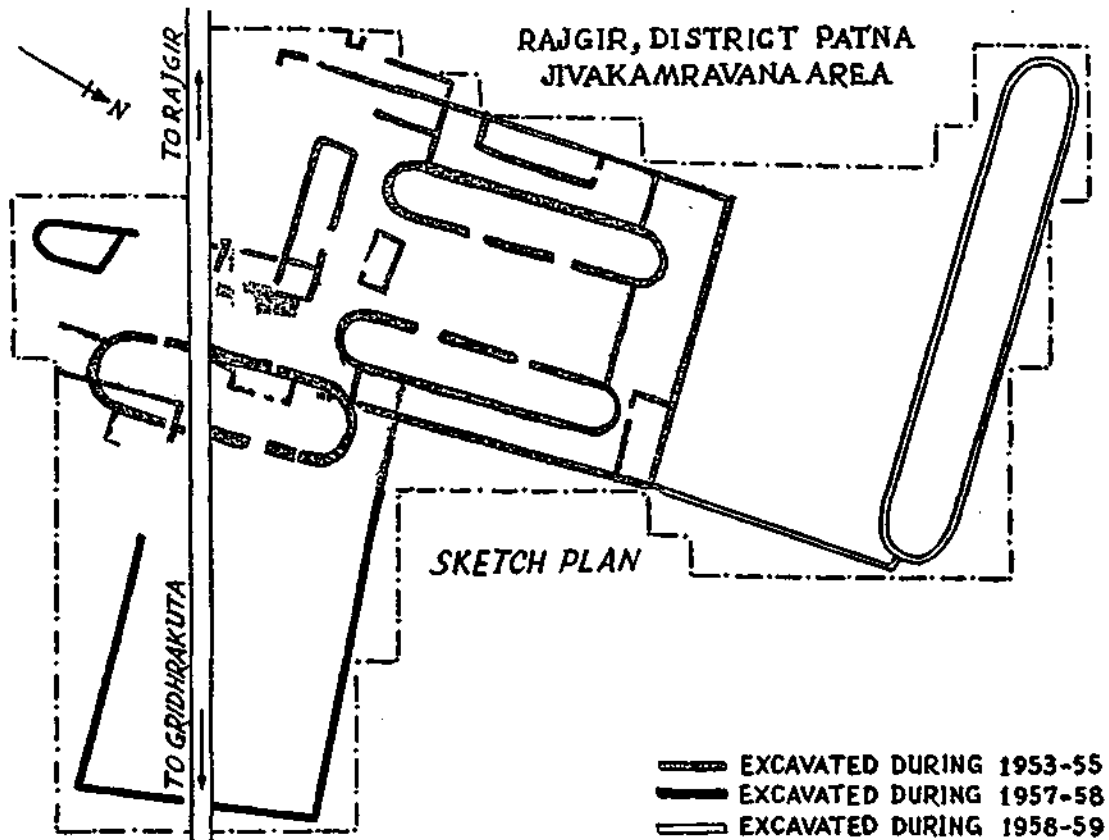 RAJGIR, DISTRICT PATNA
JIVAKAMRAVANA AREA
N
TO RAJGIR
SKETCH PLAN
TO GRIDHRAKUTA
EXCAVATED DURING 1953-55
EXCAVATED DURING 1957-58
EXCAVATED DURING 1958-59